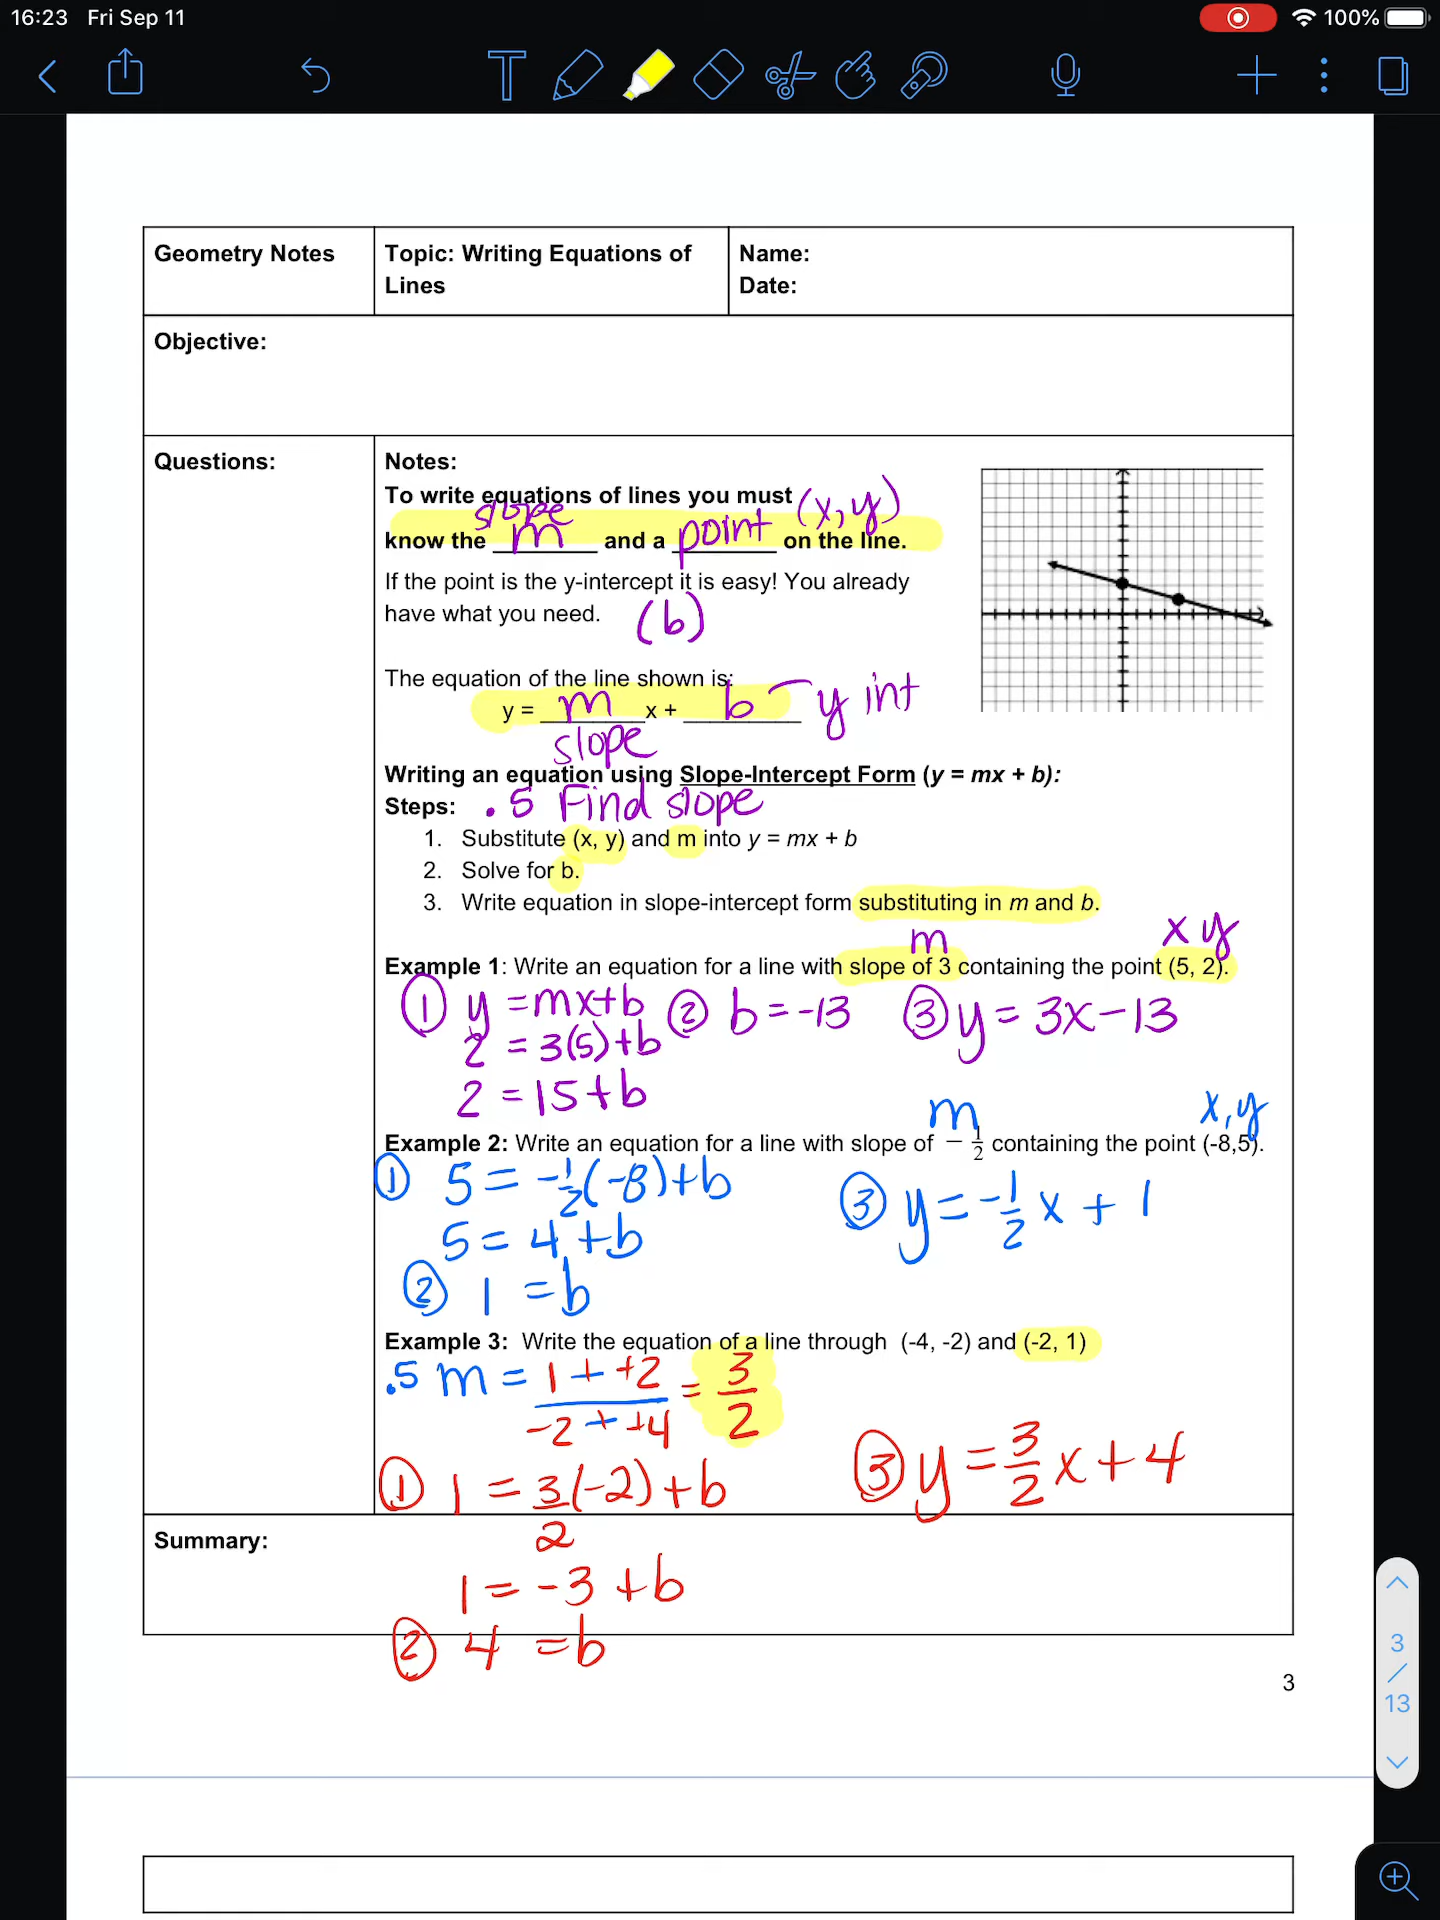 16:23 Fri Sep 11
100%
T
Geometry Notes
Topic: Writing Equations of
Lines
Name:
Date:
Objective:
Questions:
Notes:
To write equations of lines you must (x,y)
slope
know the m and a point on the line.
If the point is the y-intercept it is easy! You already
have what you need. (b)
The equation of the line shown is:
y = m x + b y int
slope
Writing an equation using Slope-Intercept Form (y = mx + b):
Steps: .5 Find slope
1. Substitute (x, y) and m into y = mx + b
2. Solve for b.
3. Write equation in slope-intercept form substituting in m and b.
m x y
Example 1: Write an equation for a line with slope of 3 containing the point (5, 2).
① y = mx+b ② b = -13 ③ y = 3x-13
2 = 3(5)+b
2 = 15+b
m x,y
Example 2: Write an equation for a line with slope of - 1/2 containing the point (-8,5).
① 5 = -1/2(-8)+b ③ y = -1/2 x + 1
5 = 4 +b
② 1 = b
Example 3: Write the equation of a line through (-4, -2) and (-2, 1)
.5 m = 1 + +2 / -2 + +4 = 3/2
① 1 = 3/2(-2)+b ③ y = 3/2 x+4
Summary:
1 = -3 +b
② 4 = b
3
3
/
13